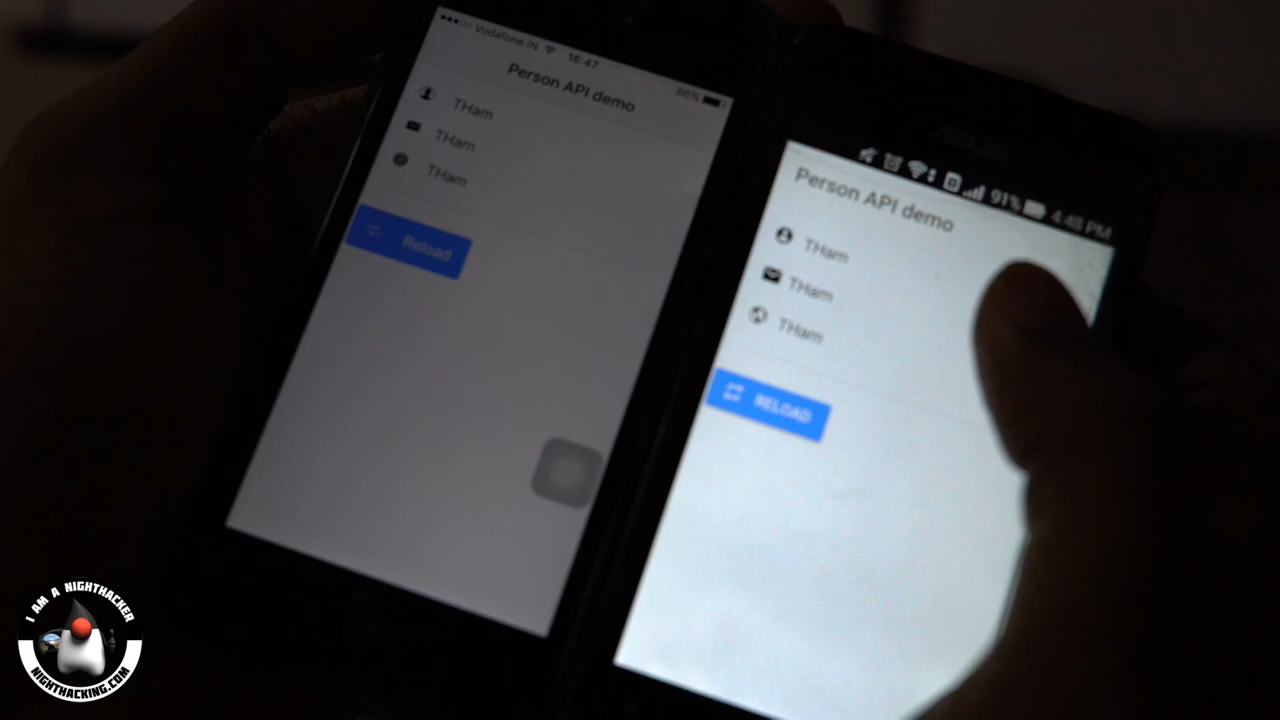 Vodafone IN 16:47 86%
Person API demo
THam
THam
THam
Reload
91% 4:48 PM
Person API demo
THam
THam
THam
RELOAD
I AM A NIGHTHACKER
NIGHTHACKING.COM